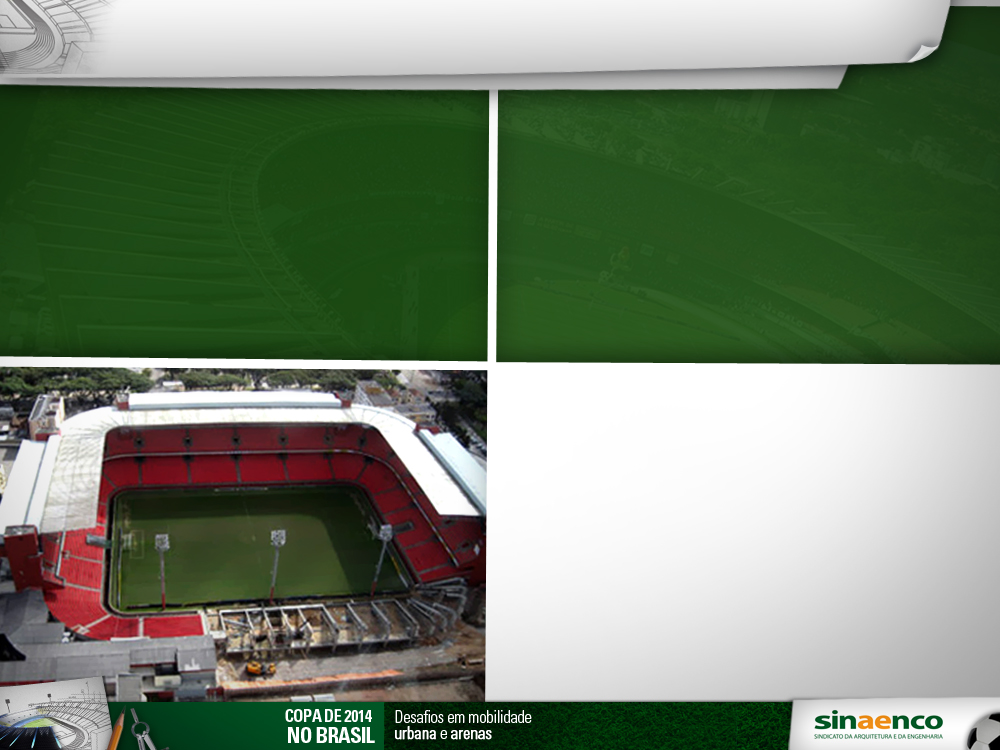 COPA DE 2014
NO BRASIL
Desafios em mobilidade
urbana e arenas
sinaenco
SINDICATO DA ARQUITETURA E DA ENGENHARIA